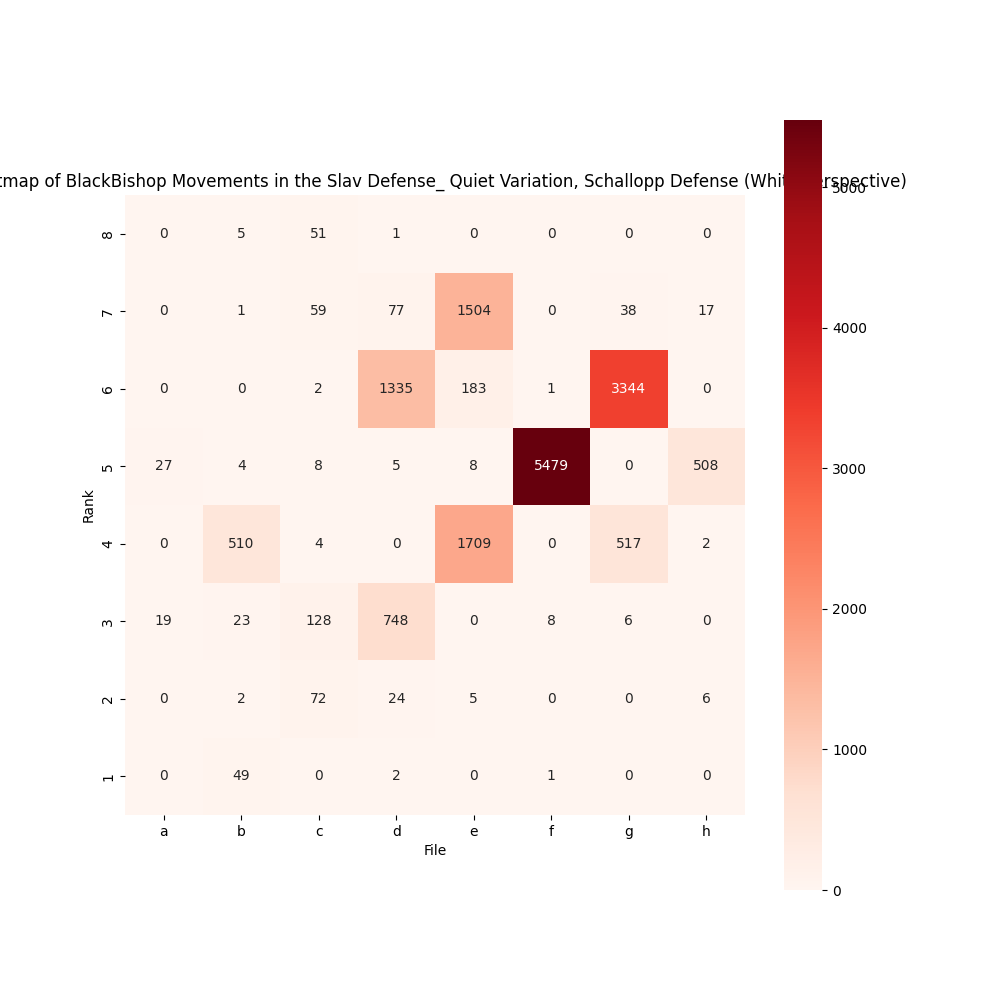 tmap of BlackBishop Movements in the Slav Defense_ Quiet Variation, Schallopp Defense (White Perspective)
5000
8 0 5 51 1 0 0 0 0
7 0 1 59 77 1504 0 38 17
4000
6 0 0 2 1335 183 1 3344 0
3000
5 27 4 8 5 8 5479 0 508
Rank
4 0 510 4 0 1709 0 517 2
2000
3 19 23 128 748 0 8 6 0
2 0 2 72 24 5 0 0 6
1000
1 0 49 0 2 0 1 0 0
a b c d e f g h
File
0